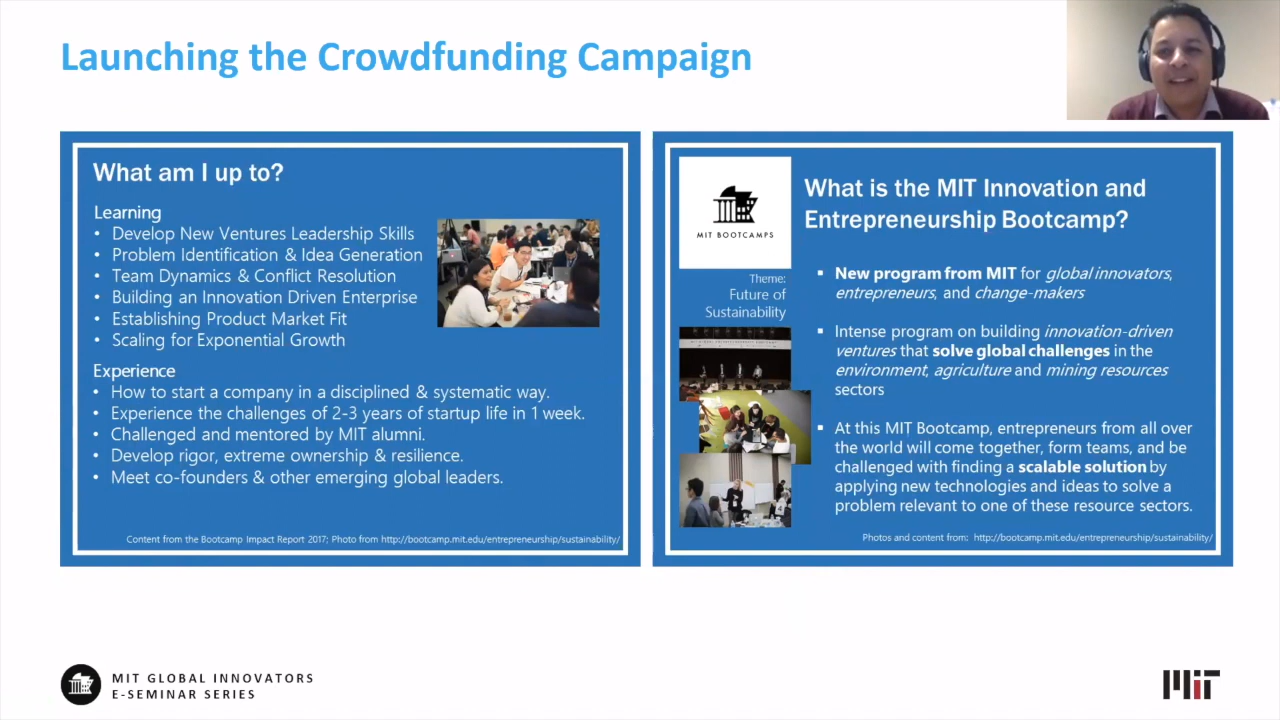 Launching the Crowdfunding Campaign
What am I up to?
Learning
• Develop New Ventures Leadership Skills
• Problem Identification & Idea Generation
• Team Dynamics & Conflict Resolution
• Building an Innovation Driven Enterprise
• Establishing Product Market Fit
• Scaling for Exponential Growth
Experience
• How to start a company in a disciplined & systematic way.
• Experience the challenges of 2-3 years of startup life in 1 week.
• Challenged and mentored by MIT alumni.
• Develop rigor, extreme ownership & resilience.
• Meet co-founders & other emerging global leaders.
Content from the Bootcamp Impact Report 2017; Photo from http://bootcamp.mit.edu/entrepreneurship/sustainability/
MIT BOOTCAMPS
Theme:
Future of
Sustainability
What is the MIT Innovation and
Entrepreneurship Bootcamp?
▪ New program from MIT for global innovators,
entrepreneurs, and change-makers
▪ Intense program on building innovation-driven
ventures that solve global challenges in the
environment, agriculture and mining resources
sectors
▪ At this MIT Bootcamp, entrepreneurs from all over
the world will come together, form teams, and be
challenged with finding a scalable solution by
applying new technologies and ideas to solve a
problem relevant to one of these resource sectors.
Photos and content from: http://bootcamp.mit.edu/entrepreneurship/sustainability/
MIT GLOBAL INNOVATORS
E-SEMINAR SERIES
MIT